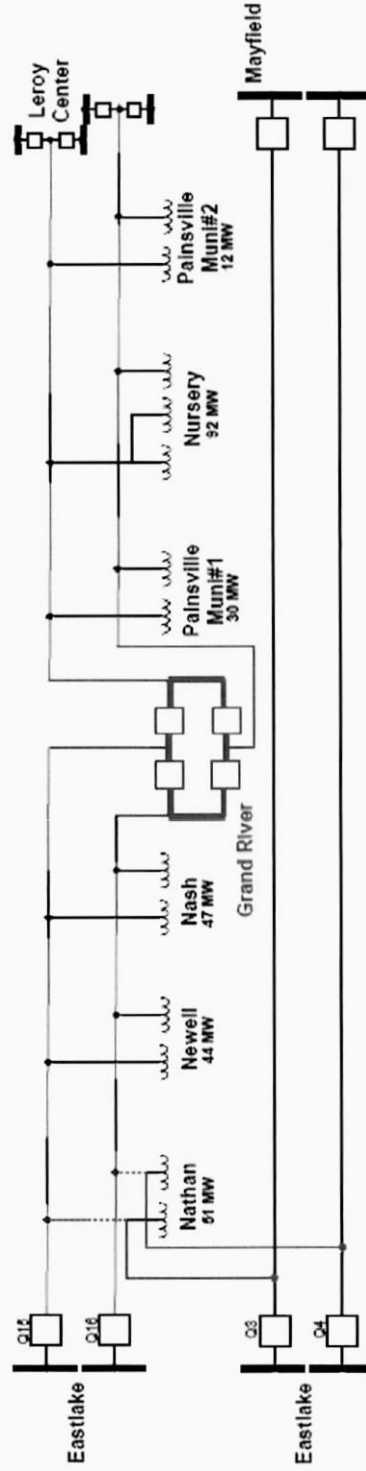 Eastlake
Q15
Q16
Nathan
51 MW
Newell
44 MW
Nash
47 MW
Grand River
Painsville
Muni#1
30 MW
Nursery
92 MW
Painsville
Muni#2
12 MW
Leroy
Center
Eastlake
Q3
Q4
Mayfield